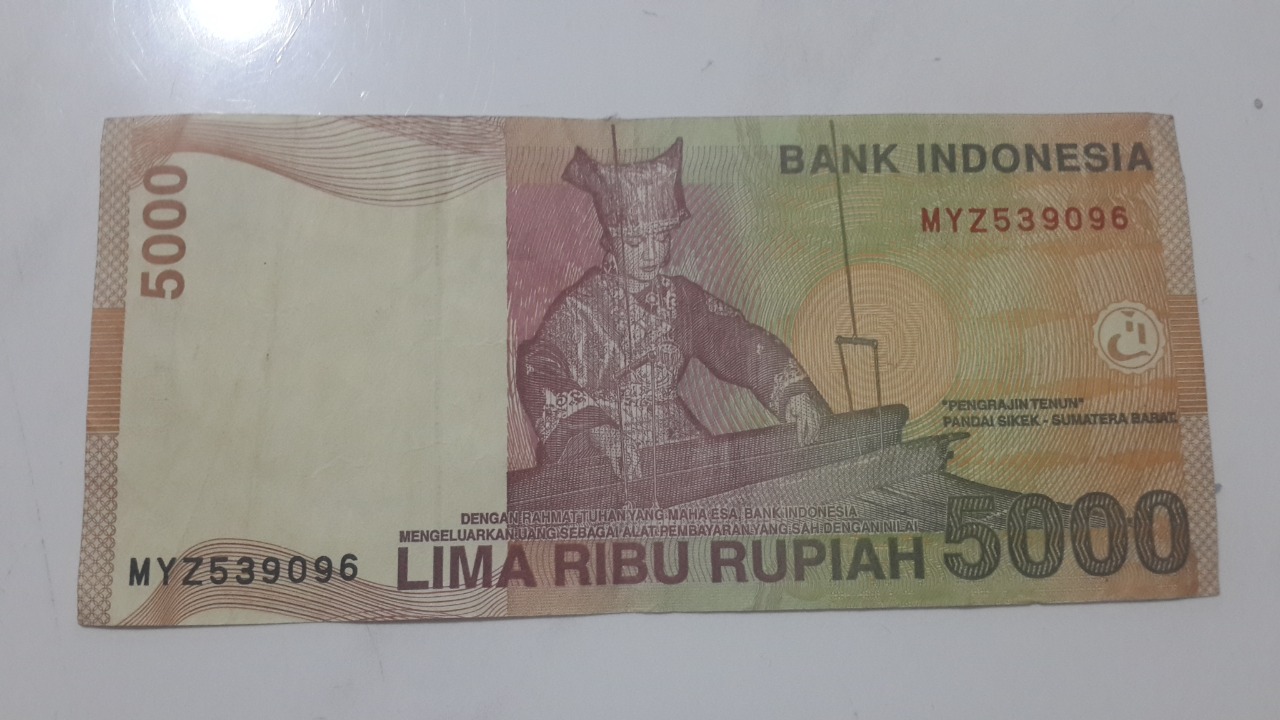 BANK INDONESIA
5000
MYZ539096
"PENGRAJIN TENUN"
PANDAI SIKEK - SUMATERA BARAT
DENGAN RAHMAT TUHAN YANG MAHA ESA, BANK INDONESIA
MENGELUARKAN UANG SEBAGAI ALAT PEMBAYARAN YANG SAH DENGAN NILAI
MYZ539096
LIMA RIBU RUPIAH 5000